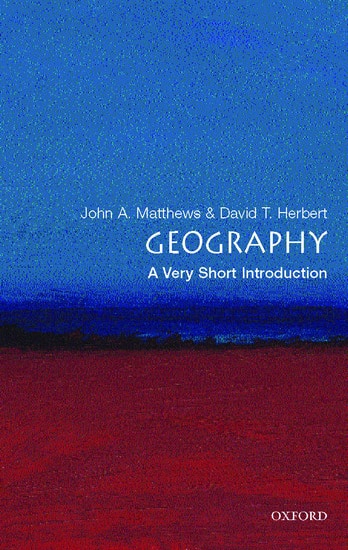 John A. Matthews & David T. Herbert
GEOGRAPHY
A Very Short Introduction
OXFORD